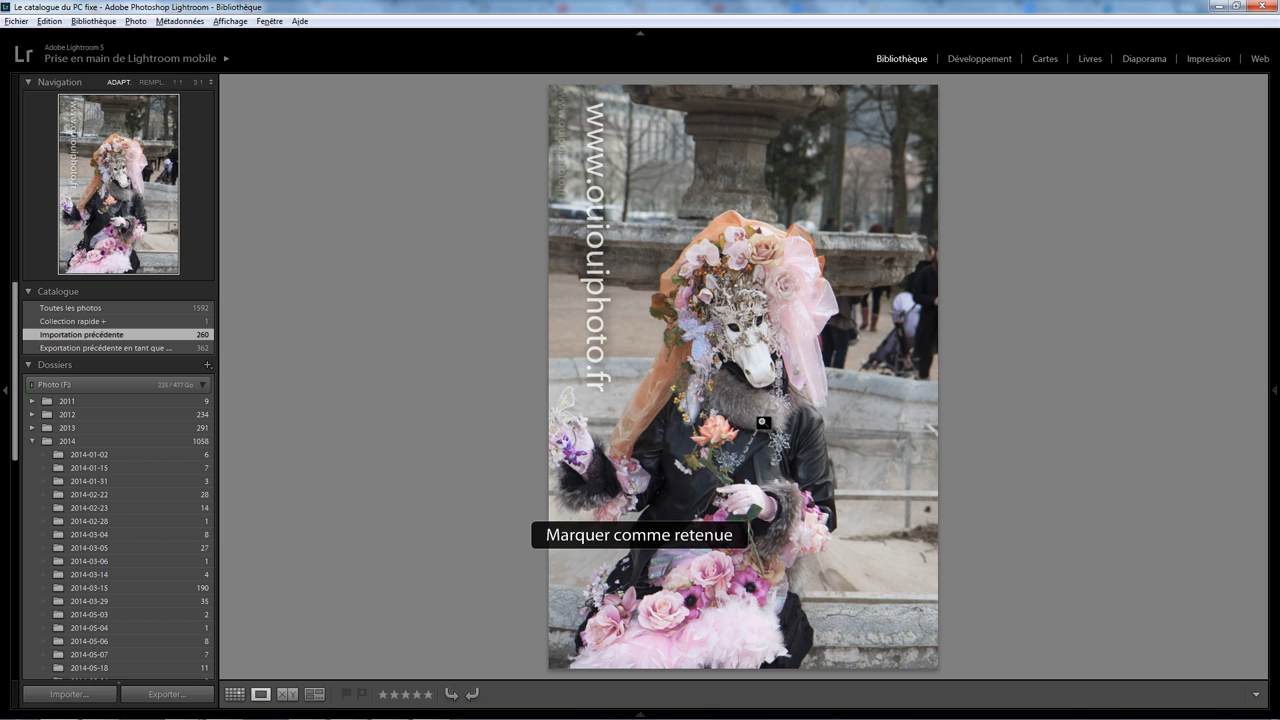 Le catalogue du PC fixe - Adobe Photoshop Lightroom - Bibliothèque
Fichier Edition Bibliothèque Photo Métadonnées Affichage Fenêtre Aide
Lr
Adobe Lightroom 5
Prise en main de Lightroom mobile
Bibliothèque | Développement | Cartes | Livres | Diaporama | Impression | Web
Navigation ADAPT. REMPL. 1:1 3:1
www.ouiouiphoto.fr
Catalogue
Toutes les photos 1592
Collection rapide + 1
Importation précédente 260
Exportation précédente en tant que ... 362
Dossiers
Photo (F:) 235 / 477 Go
2011 9
2012 234
2013 291
2014 1058
2014-01-02 6
2014-01-15 7
2014-01-31 3
2014-02-22 28
2014-02-23 14
2014-02-28 1
2014-03-04 8
2014-03-05 27
2014-03-06 1
2014-03-14 4
2014-03-15 190
2014-03-29 35
2014-05-03 2
2014-05-04 1
2014-05-06 8
2014-05-07 7
2014-05-18 11
Importer... Exporter...
www.ouiouiphoto.fr
Marquer comme retenue
XY